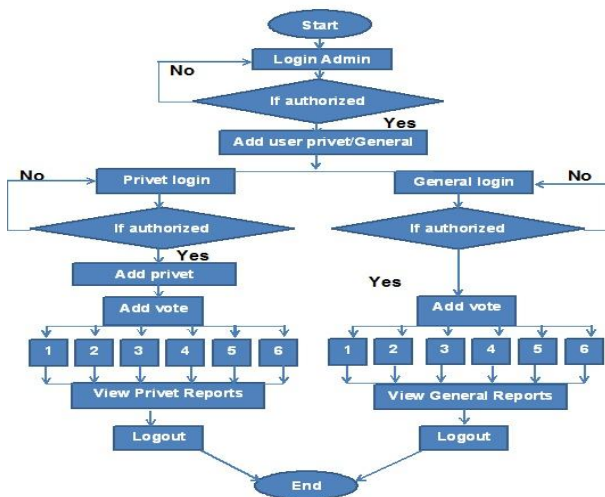 Start
Login Admin
No
If authorized
Yes
Add user privet/General
No
Privet login
General login
No
If authorized
If authorized
Yes
Add privet
Yes
Add vote
Add vote
1 2 3 4 5 6
1 2 3 4 5 6
View Privet Reports
View General Reports
Logout
Logout
End